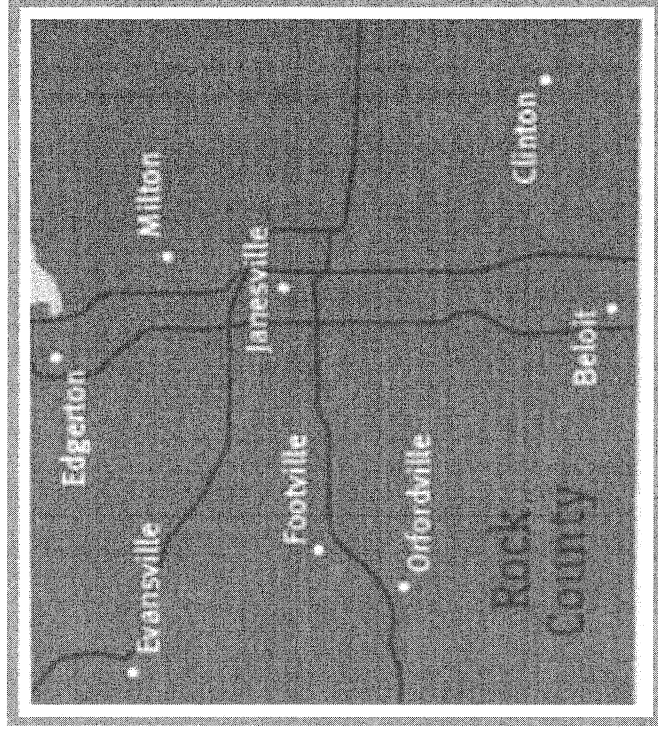 Edgerton
Evansville
Milton
Janesville
Footville
Orfordville
Rock
County
Clinton
Beloit